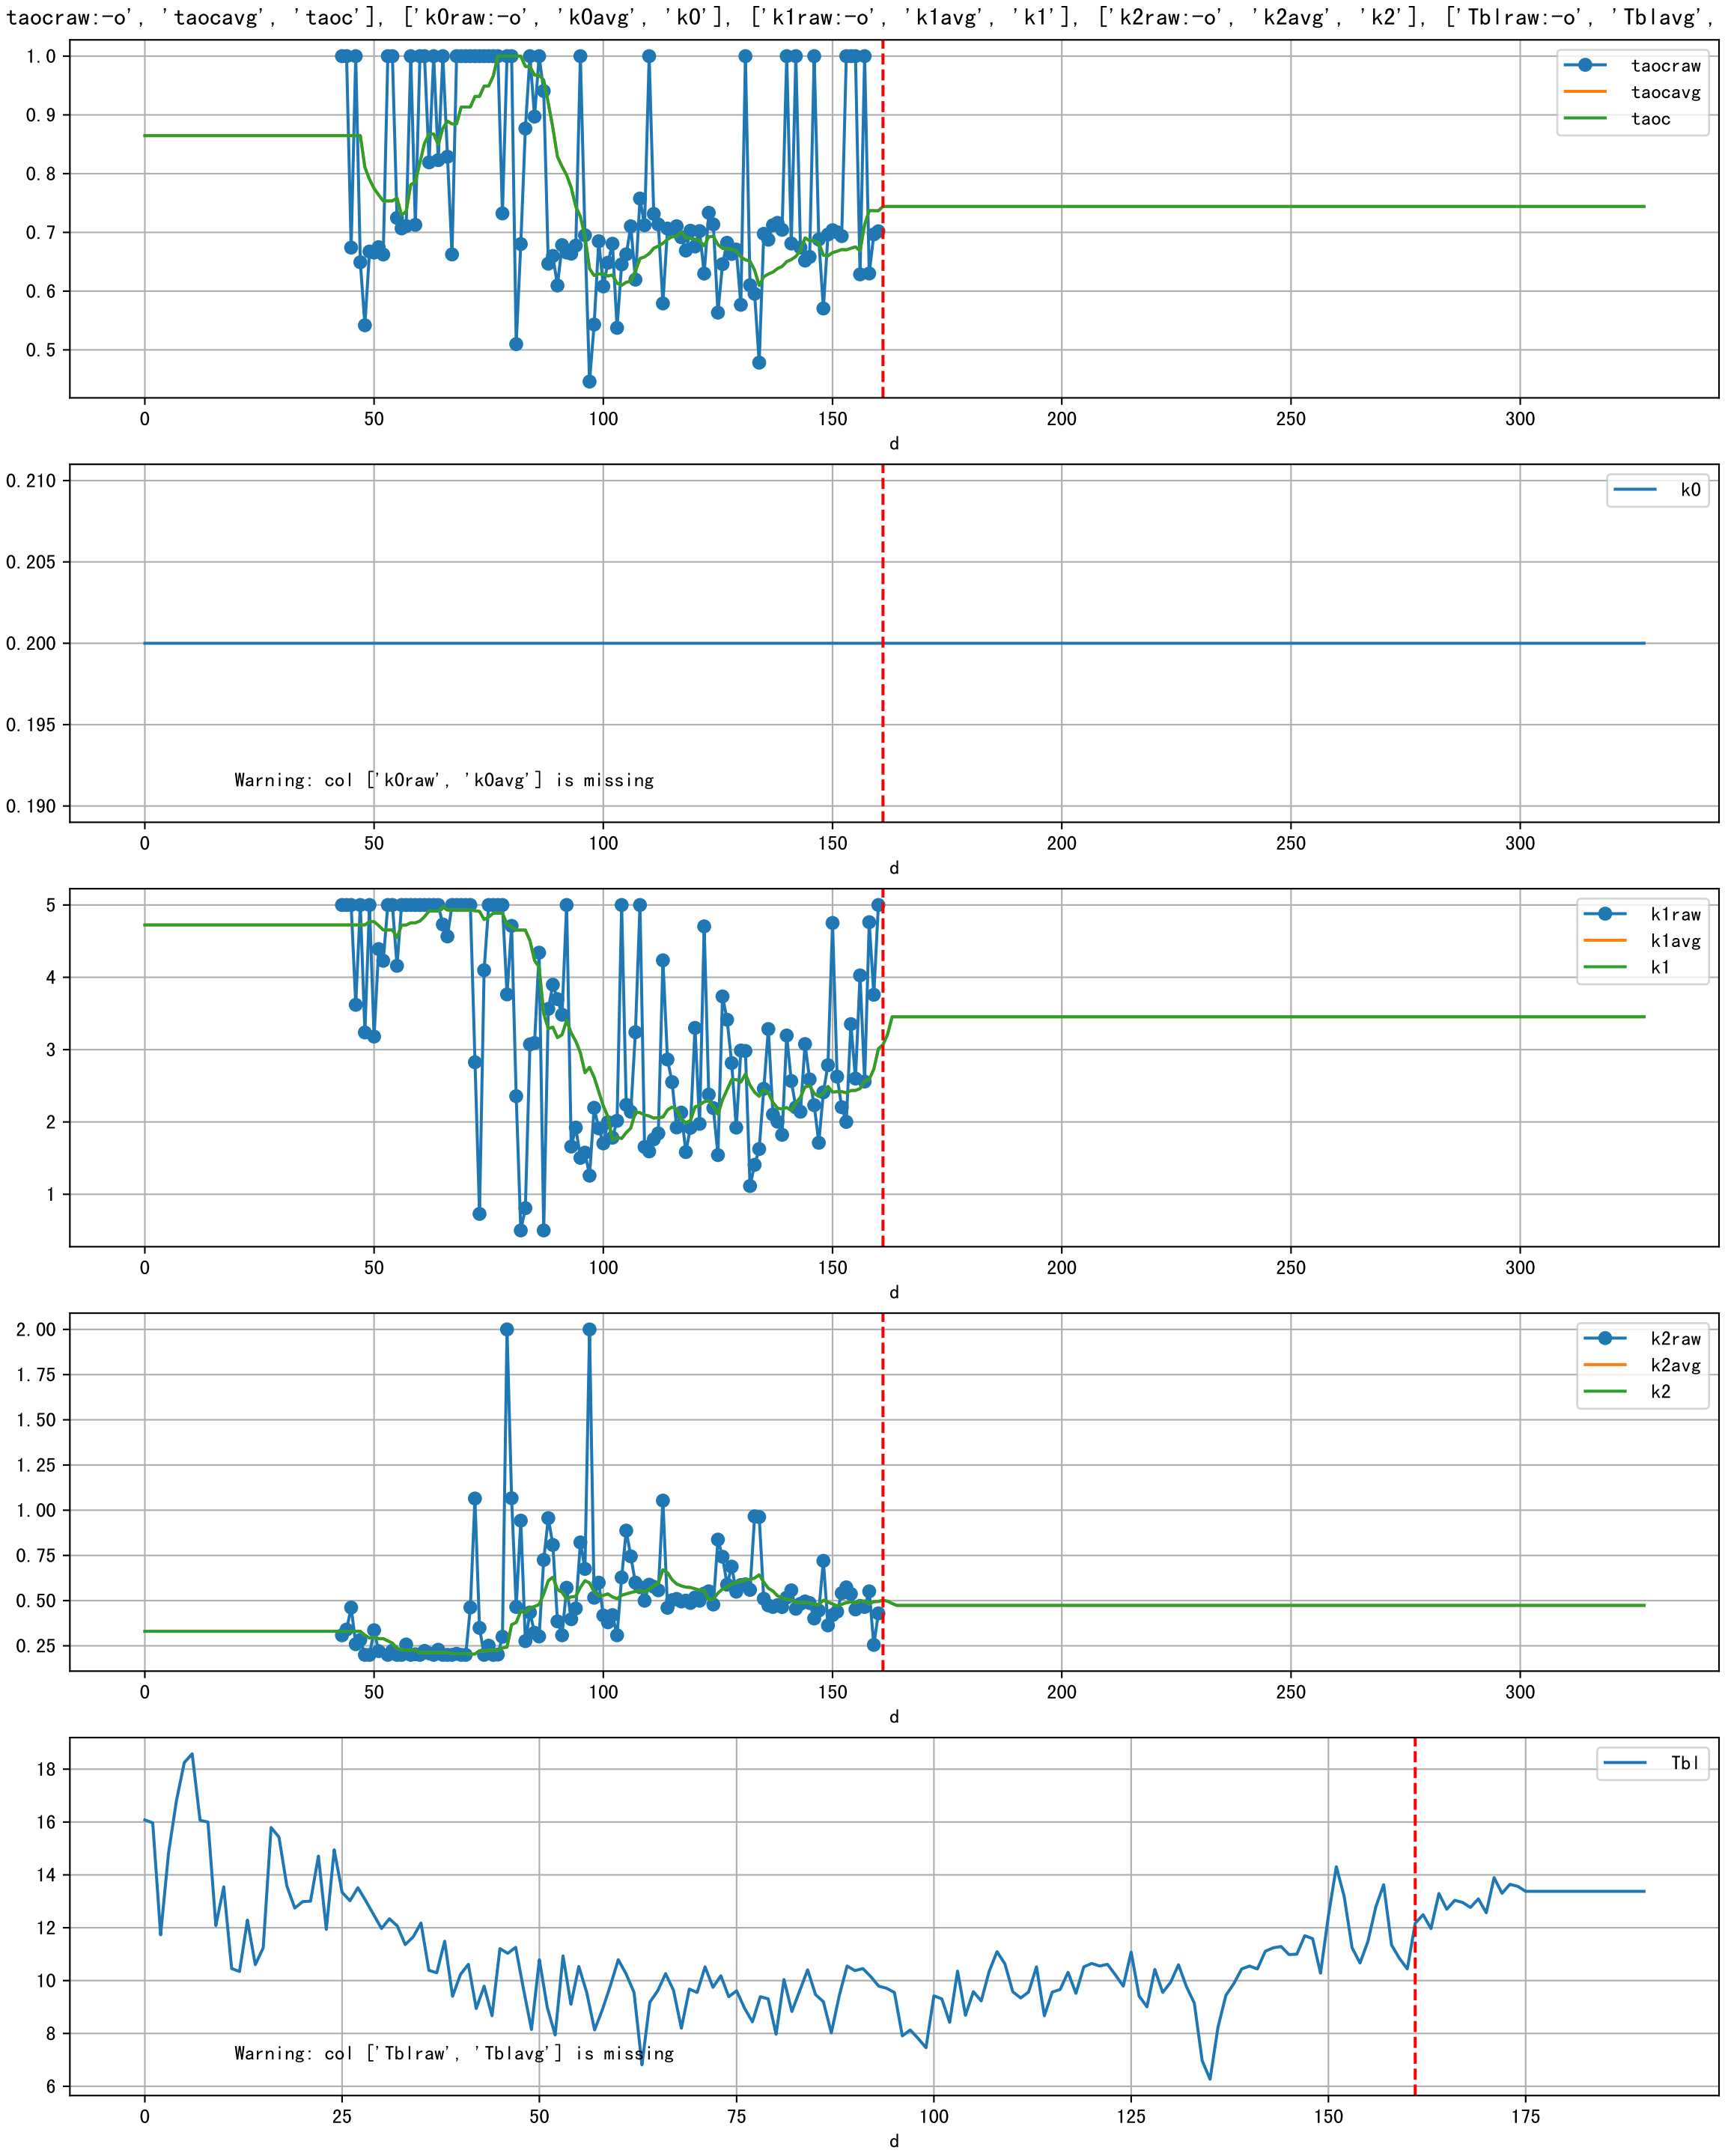 taocraw:-o', 'taocavg', 'taoc'], ['k0raw:-o', 'k0avg', 'k0'], ['k1raw:-o', 'k1avg', 'k1'], ['k2raw:-o', 'k2avg', 'k2'], ['Tblraw:-o', 'Tblavg',
1.0
0.9
0.8
0.7
0.6
0.5
taocraw
taocavg
taoc
0 50 100 150 200 250 300
d
0.210
0.205
0.200
0.195
0.190
k0
Warning: col ['k0raw', 'k0avg'] is missing
0 50 100 150 200 250 300
d
5
4
3
2
1
k1raw
k1avg
k1
0 50 100 150 200 250 300
d
2.00
1.75
1.50
1.25
1.00
0.75
0.50
0.25
k2raw
k2avg
k2
0 50 100 150 200 250 300
d
18
16
14
12
10
8
6
Tbl
Warning: col ['Tblraw', 'Tblavg'] is missing
0 25 50 75 100 125 150 175
d